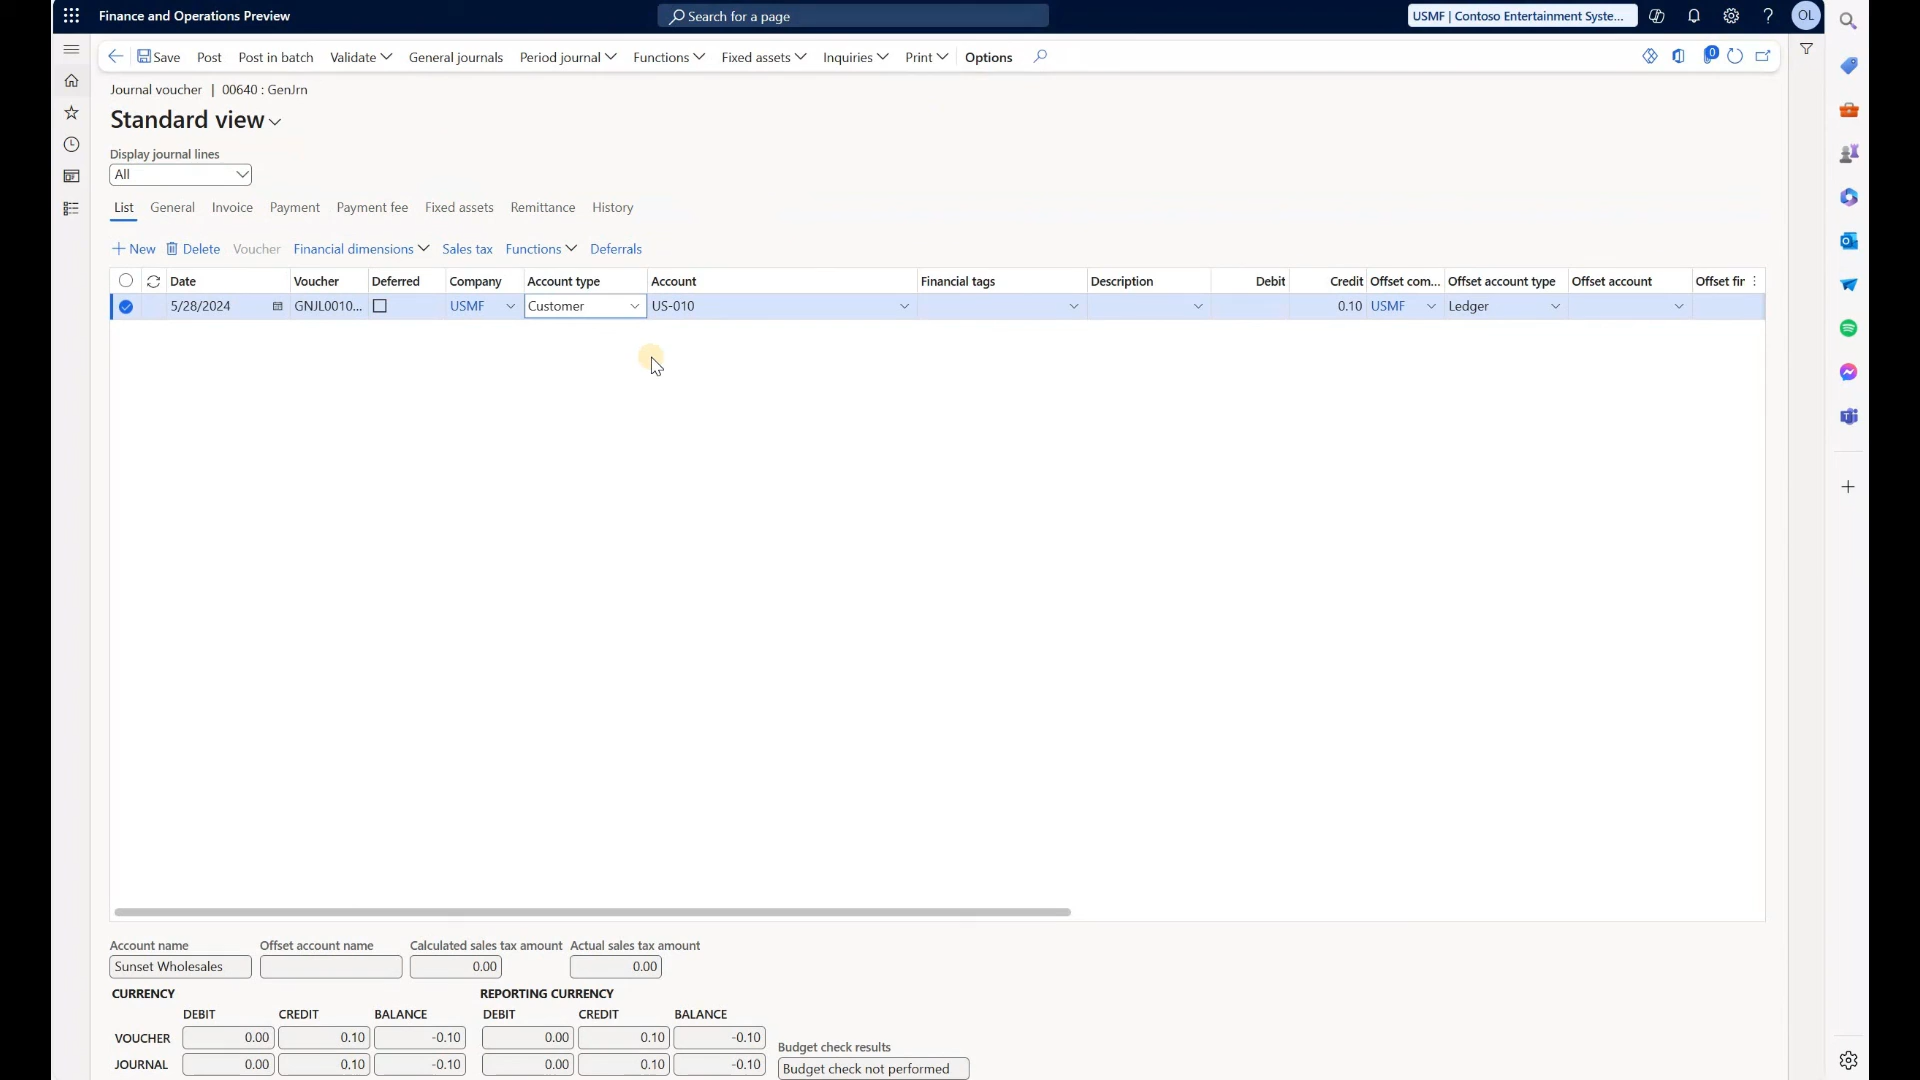 Finance and Operations Preview
Search for a page
USMF | Contoso Entertainment Syste...
OL
Save
Post
Post in batch
Validate
General journals
Period journal
Functions
Fixed assets
Inquiries
Print
Options
0
Journal voucher | 00640 : GenJrn
Standard view
Display journal lines
All
List
General
Invoice
Payment
Payment fee
Fixed assets
Remittance
History
New
Delete
Voucher
Financial dimensions
Sales tax
Functions
Deferrals
Date Voucher Deferred Company Account type Account Financial tags Description Debit Credit Offset com... Offset account type Offset account Offset fir
5/28/2024 GNJL0010... USMF Customer US-010 0.10 USMF Ledger
Account name Offset account name Calculated sales tax amount Actual sales tax amount
Sunset Wholesales 0.00 0.00
CURRENCY REPORTING CURRENCY
DEBIT CREDIT BALANCE DEBIT CREDIT BALANCE
VOUCHER 0.00 0.10 -0.10 0.00 0.10 -0.10
Budget check results
JOURNAL 0.00 0.10 -0.10 0.00 0.10 -0.10
Budget check not performed